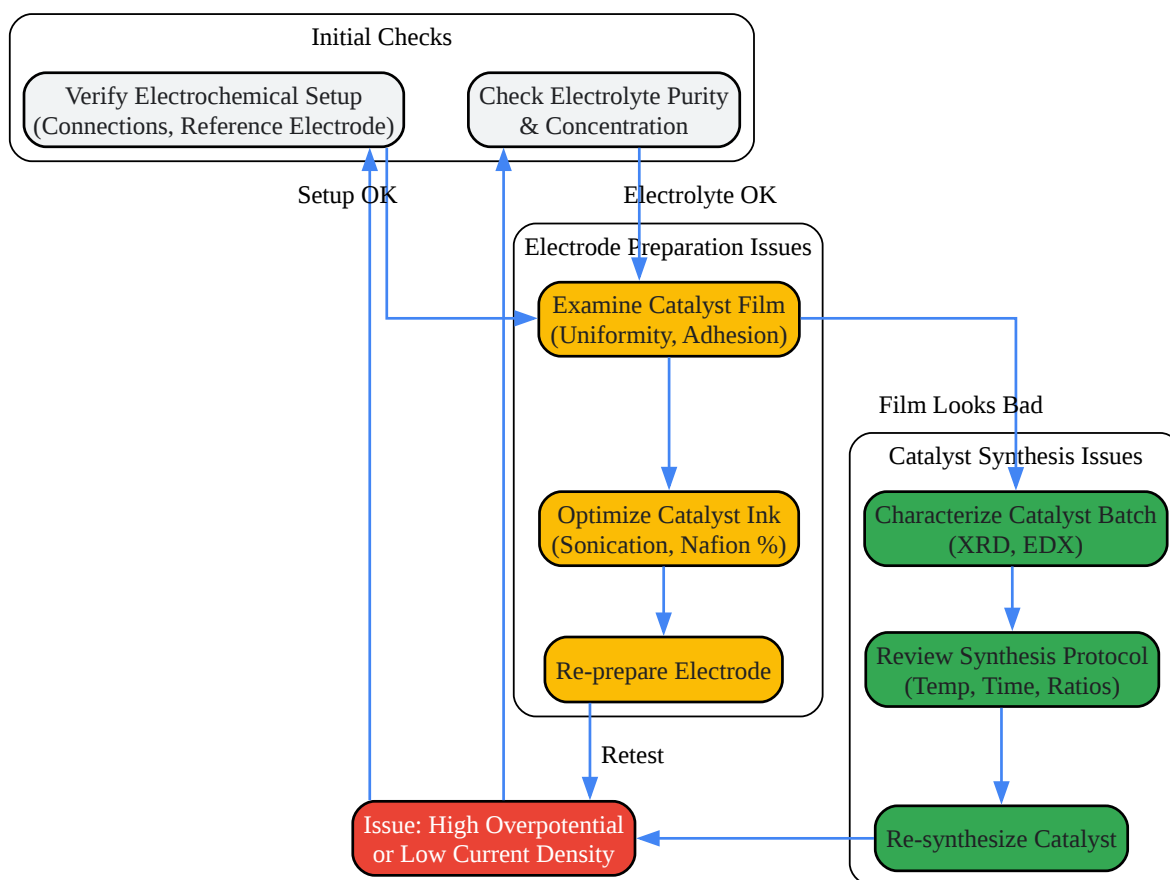 Initial Checks
Verify Electrochemical Setup
(Connections, Reference Electrode)
Check Electrolyte Purity
& Concentration
Setup OK
Electrolyte OK
Electrode Preparation Issues
Examine Catalyst Film
(Uniformity, Adhesion)
Film Looks Bad
Catalyst Synthesis Issues
Optimize Catalyst Ink
(Sonication, Nafion %)
Characterize Catalyst Batch
(XRD, EDX)
Re-prepare Electrode
Review Synthesis Protocol
(Temp, Time, Ratios)
Retest
Issue: High Overpotential
or Low Current Density
Re-synthesize Catalyst